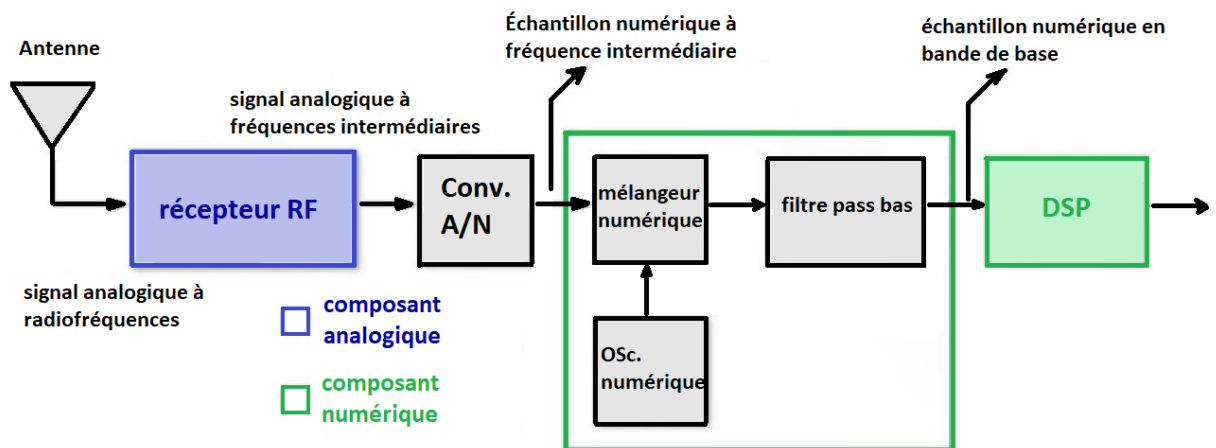 Antenne
signal analogique à
fréquences intermédiaires
Échantillon numérique à
fréquence intermédiaire
échantillon numérique en
bande de base
récepteur RF
Conv.
A/N
mélangeur
numérique
filtre pass bas
DSP
signal analogique à
radiofréquences
composant
analogique
OSc.
numérique
composant
numérique